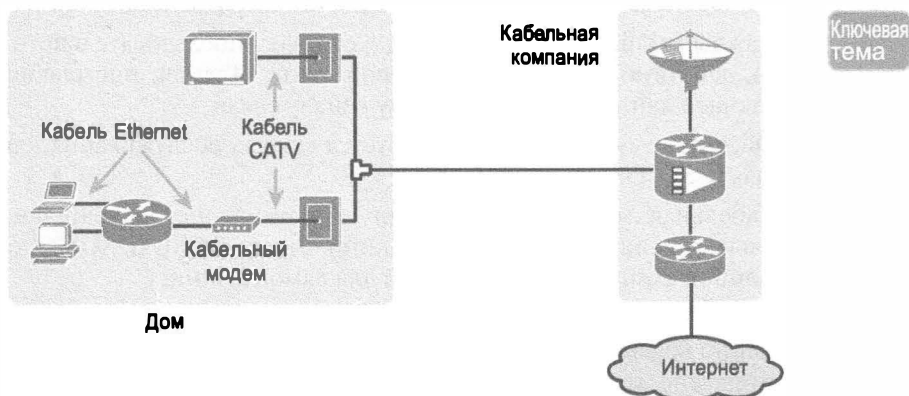 Кабельная
компания
Ключевая
тема
Кабель Ethernet
Кабель
CATV
Кабельный
модем
Дом
Интернет